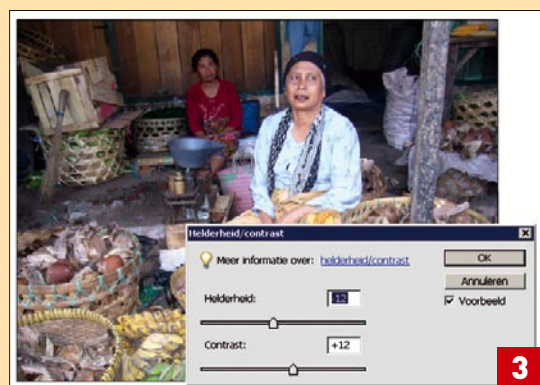 Helderheid/contrast
Meer informatie over: helderheid/contrast
OK
Annuleren
Helderheid:
-12
Voorbeeld
Contrast:
+12
3